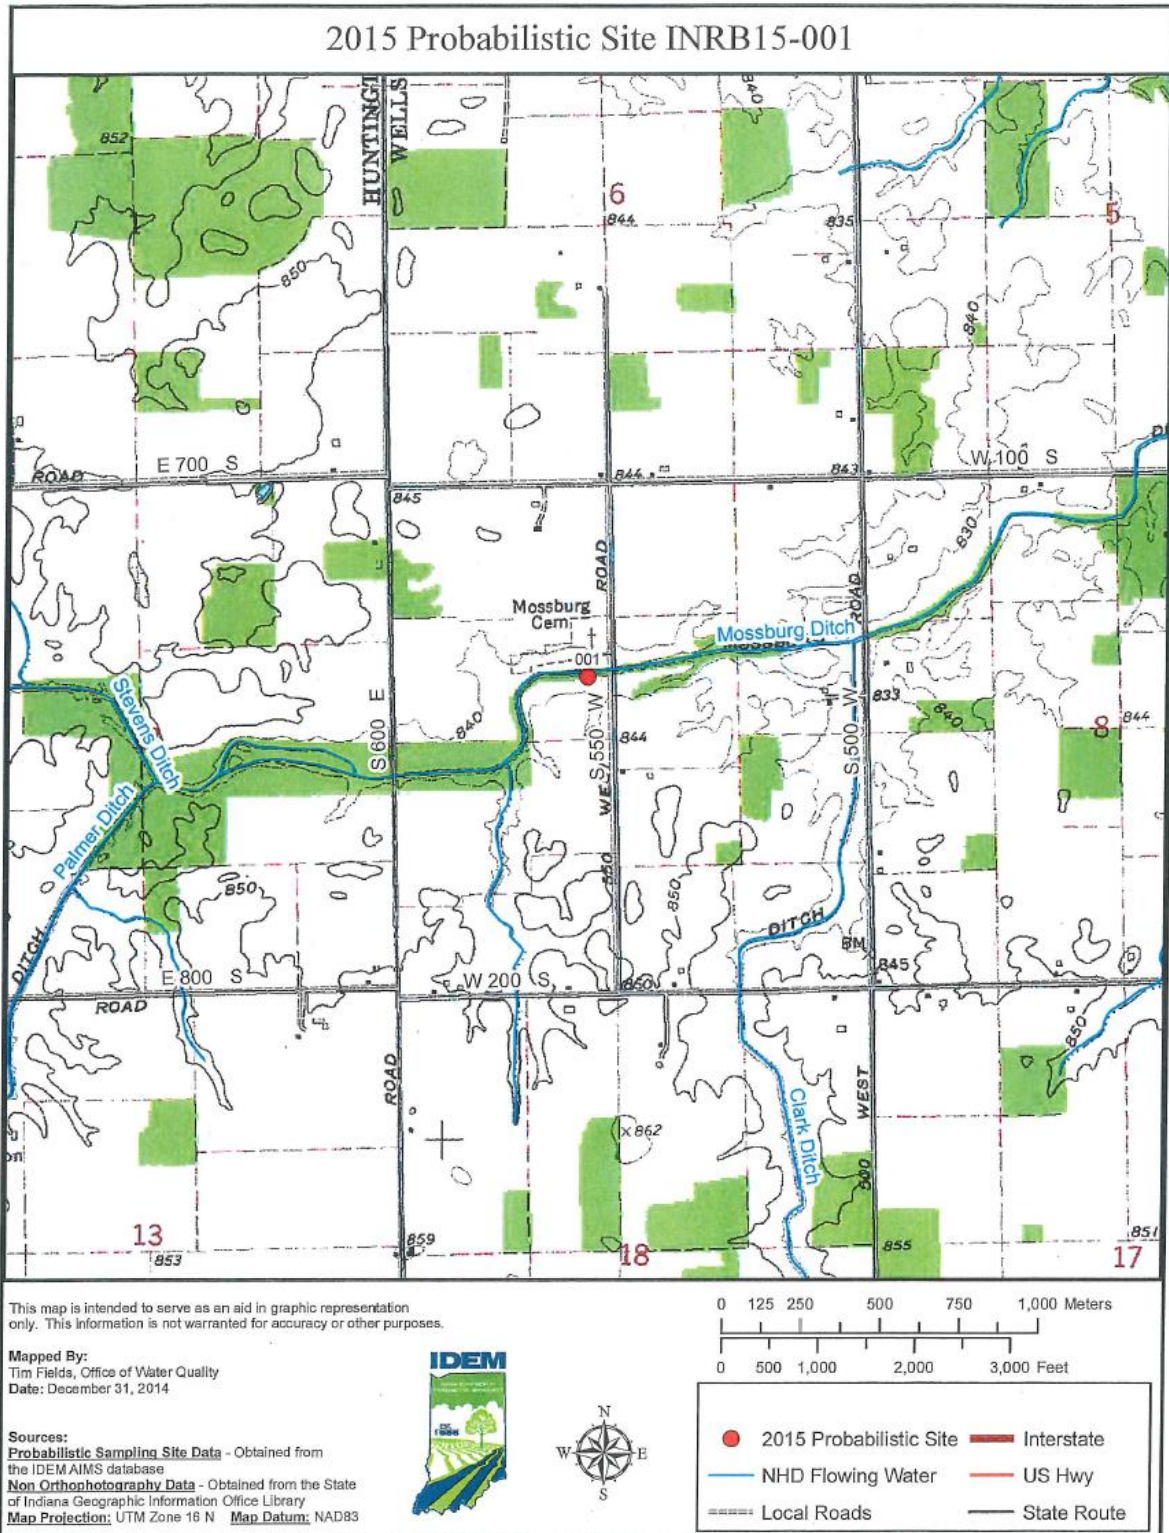 2015 Probabilistic Site INRB15-001
HUNTINGT
WELLS
840
852
6
844
835
5
850
840
E 700 S
ROAD
844
843
W 100 S
845
830
ROAD
ROAD
Mossburg
Cem
001
Mossburg Ditch
833
Stevens Ditch
S 600 E
840
844
S 550 W
S 500 W
840
844
8
Palmer Ditch
850
WES
550
850
DITCH
BM
845
DITCH
E 800 S
ROAD
W 200 S
860
850
ROAD
WEST
Clark Ditch
x 862
500
13
853
859
18
855
851
17
This map is intended to serve as an aid in graphic representation
only. This information is not warranted for accuracy or other purposes.
Mapped By:
Tim Fields, Office of Water Quality
Date: December 31, 2014
Sources:
Probabilistic Sampling Site Data - Obtained from
the IDEM AIMS database
Non Orthophotography Data - Obtained from the State
of Indiana Geographic Information Office Library
Map Projection: UTM Zone 16 N Map Datum: NAD83
IDEM
N
W E
S
0 125 250 500 750 1,000 Meters
0 500 1,000 2,000 3,000 Feet
2015 Probabilistic Site
Interstate
NHD Flowing Water
US Hwy
Local Roads
State Route